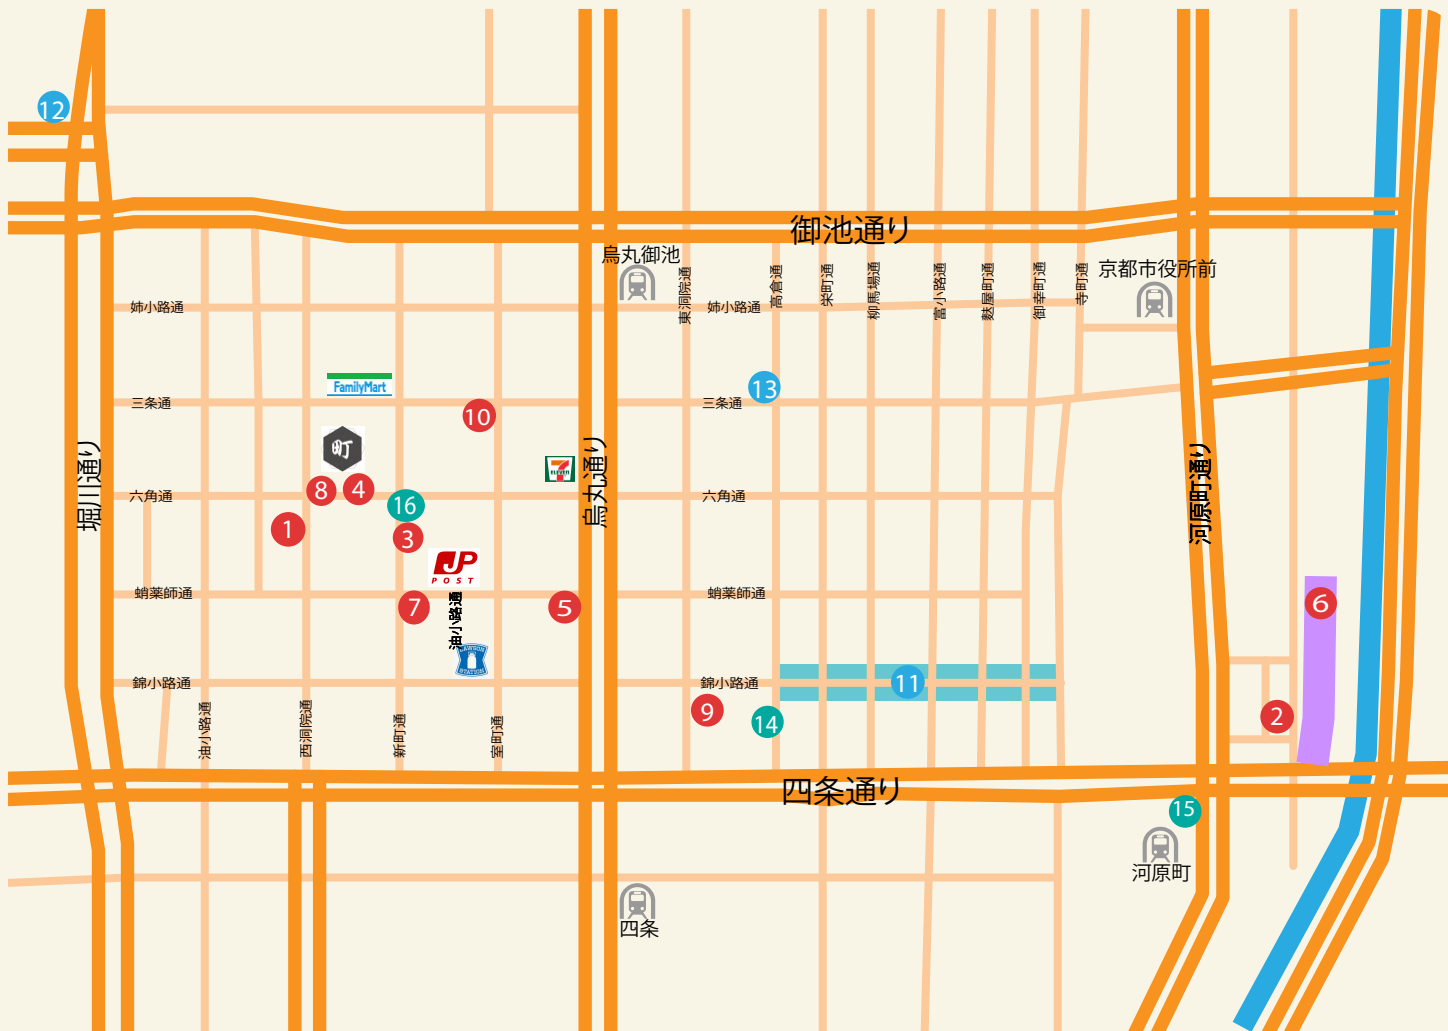 12
御池通り
烏丸御池
京都市役所前
東洞院通
高倉通
栄町通
柳馬場通
富小路通
麩屋町通
御幸町通
寺町通
姉小路通
姉小路通
FamilyMart
13
三条通
三条通
10
町
堀川通り
烏丸通り
河原町通り
7
ELEVEN
8
4
六角通
六角通
16
1
3
JP
POST
蛸薬師通
蛸薬師通
7
5
6
油小路通
LAWSON
STATION
錦小路通
錦小路通
11
9
14
2
油小路通
西洞院通
新町通
室町通
四条通り
15
河原町
四条